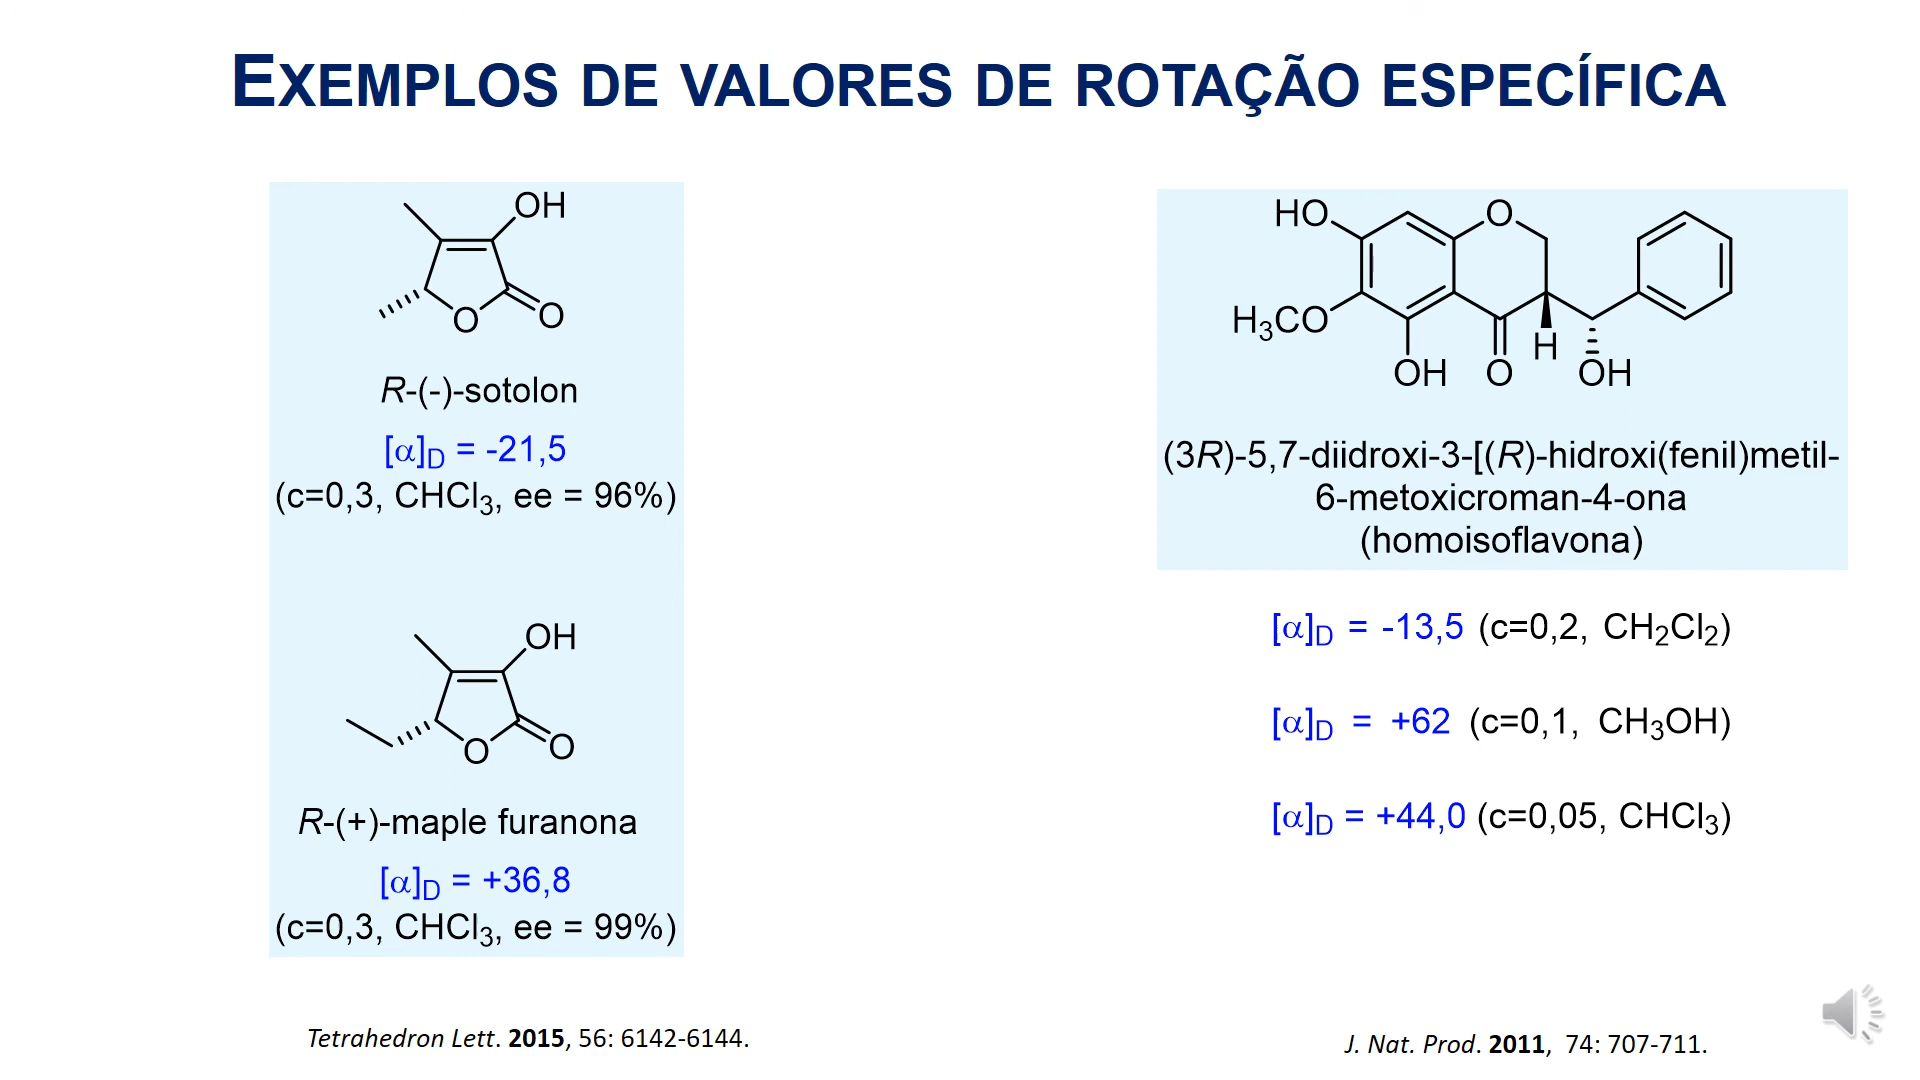 EXEMPLOS DE VALORES DE ROTAÇÃO ESPECÍFICA
OH
O
O
R-(-)-sotolon
[α]D = -21,5
(c=0,3, CHCl3, ee = 96%)
OH
O
O
R-(+)-maple furanona
[α]D = +36,8
(c=0,3, CHCl3, ee = 99%)
Tetrahedron Lett. 2015, 56: 6142-6144.
HO
O
H3CO
H
OH
O
OH
(3R)-5,7-diidroxi-3-[(R)-hidroxi(fenil)metil-
6-metoxicroman-4-ona
(homoisoflavona)
[α]D = -13,5 (c=0,2, CH2Cl2)
[α]D = +62 (c=0,1, CH3OH)
[α]D = +44,0 (c=0,05, CHCl3)
J. Nat. Prod. 2011, 74: 707-711.